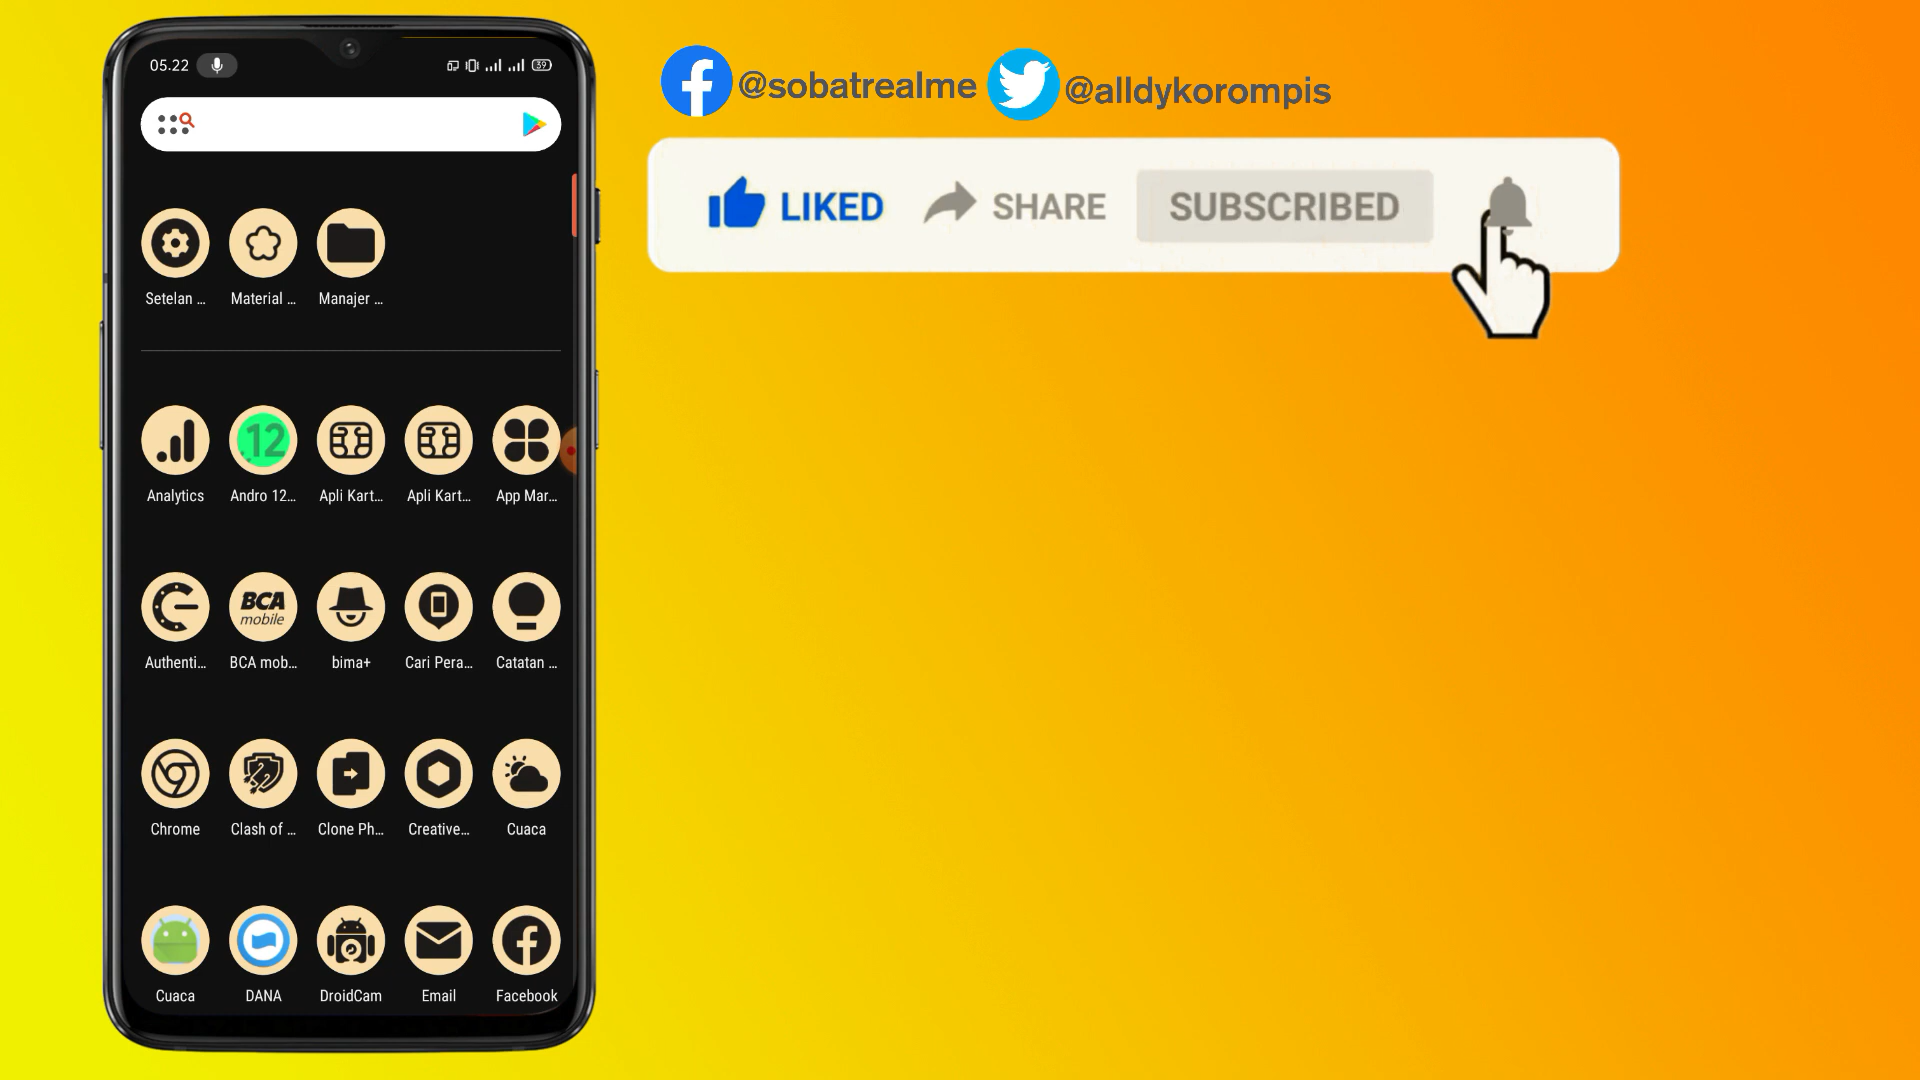 05.22
39
@sobatrealme @alldykorompis
LIKED SHARE SUBSCRIBED
Setelan ... Material ... Manajer ...
12
Analytics Andro 12... Apli Kart... Apli Kart... App Mar...
BCA
mobile
Authenti... BCA mob... bima+ Cari Pera... Catatan ...
Chrome Clash of ... Clone Ph... Creative... Cuaca
Cuaca DANA DroidCam Email Facebook